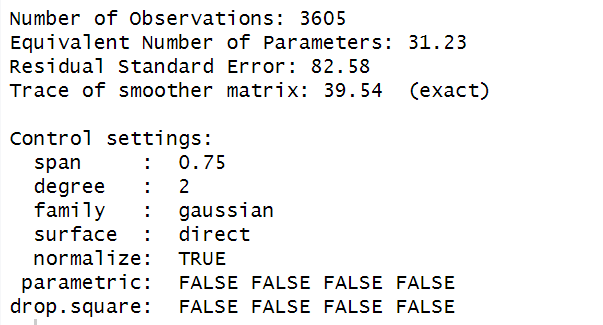 Number of Observations: 3605
Equivalent Number of Parameters: 31.23
Residual Standard Error: 82.58
Trace of smoother matrix: 39.54  (exact)

Control settings:
  span     :  0.75
  degree   :  2
  family   :  gaussian
  surface  :  direct
  normalize:  TRUE
 parametric:  FALSE FALSE FALSE FALSE
drop.square:  FALSE FALSE FALSE FALSE